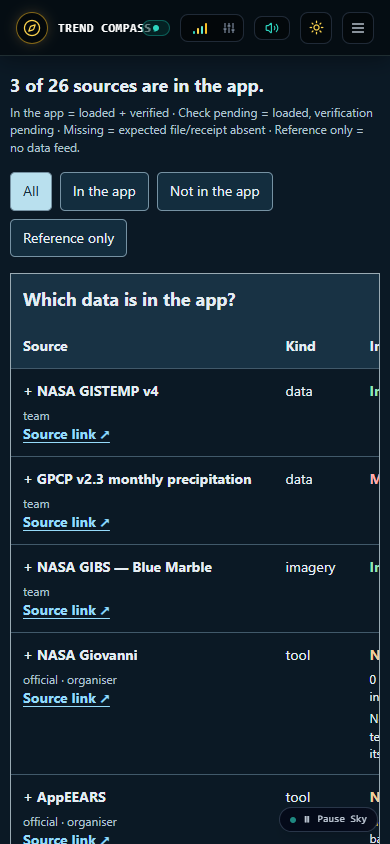 TREND COMPASS
3 of 26 sources are in the app.
In the app = loaded + verified · Check pending = loaded, verification
pending · Missing = expected file/receipt absent · Reference only =
no data feed.
All
In the app
Not in the app
Reference only
Which data is in the app?
Source Kind
+ NASA GISTEMP v4 data
team
Source link ↗
+ GPCP v2.3 monthly precipitation data
team
Source link ↗
+ NASA GIBS — Blue Marble imagery
team
Source link ↗
+ NASA Giovanni tool
official · organiser
Source link ↗
+ AppEEARS tool
official · organiser
Source link ↗
Pause Sky